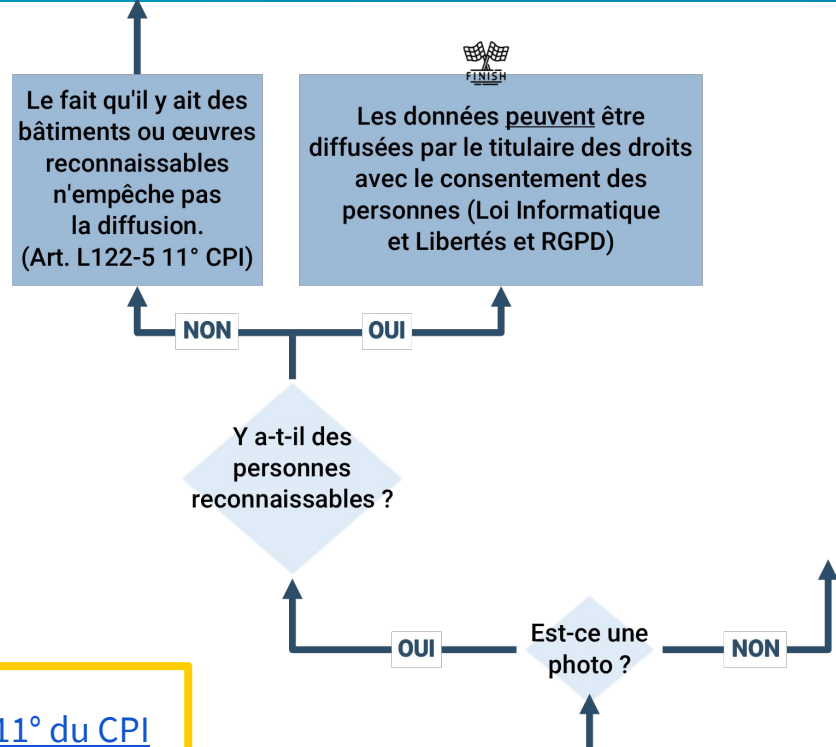 FINISH
Le fait qu'il y ait des
bâtiments ou œuvres
reconnaissables
n'empêche pas
la diffusion.
(Art. L122-5 11° CPI)
Les données peuvent être
diffusées par le titulaire des droits
avec le consentement des
personnes (Loi Informatique
et Libertés et RGPD)
NON
OUI
Y a-t-il des
personnes
reconnaissables ?
OUI
Est-ce une
photo ?
NON
11° du CPI